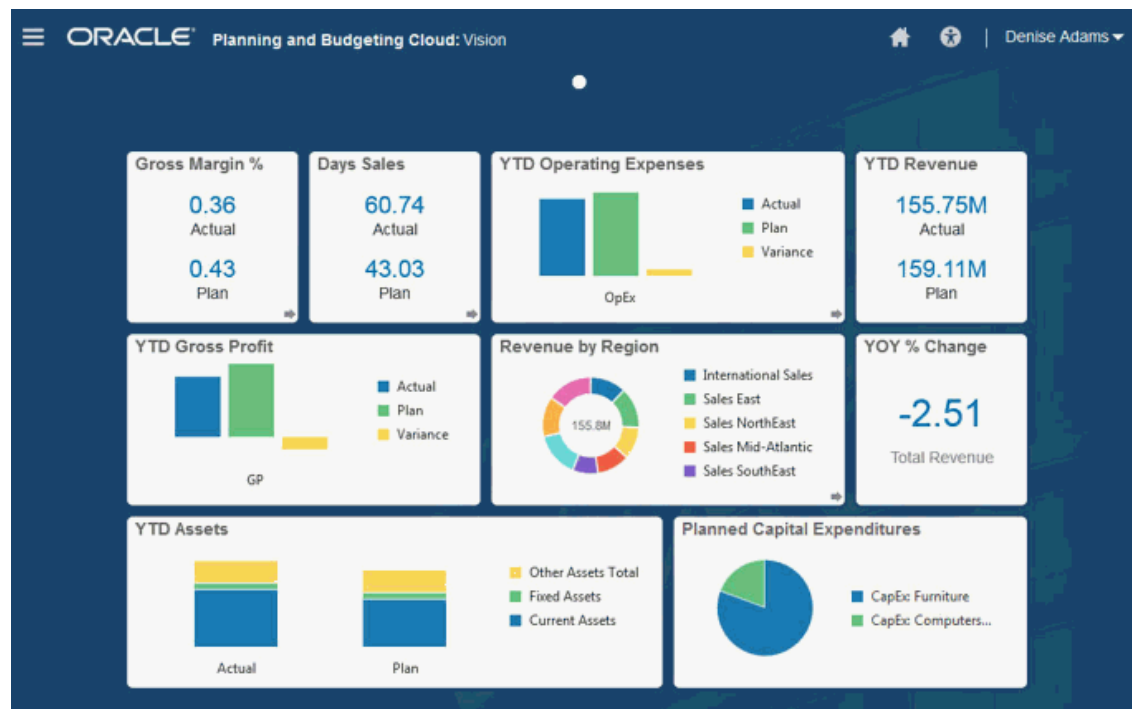 ORACLE® Planning and Budgeting Cloud: Vision
Denise Adams
Gross Margin %
0.36
Actual
0.43
Plan
Days Sales
60.74
Actual
43.03
Plan
YTD Operating Expenses
Actual
Plan
Variance
OpEx
YTD Revenue
155.75M
Actual
159.11M
Plan
YTD Gross Profit
Actual
Plan
Variance
GP
Revenue by Region
155.8M
International Sales
Sales East
Sales NorthEast
Sales Mid-Atlantic
Sales SouthEast
YOY % Change
-2.51
Total Revenue
YTD Assets
Other Assets Total
Fixed Assets
Current Assets
Actual
Plan
Planned Capital Expenditures
CapEx: Furniture
CapEx: Computers...